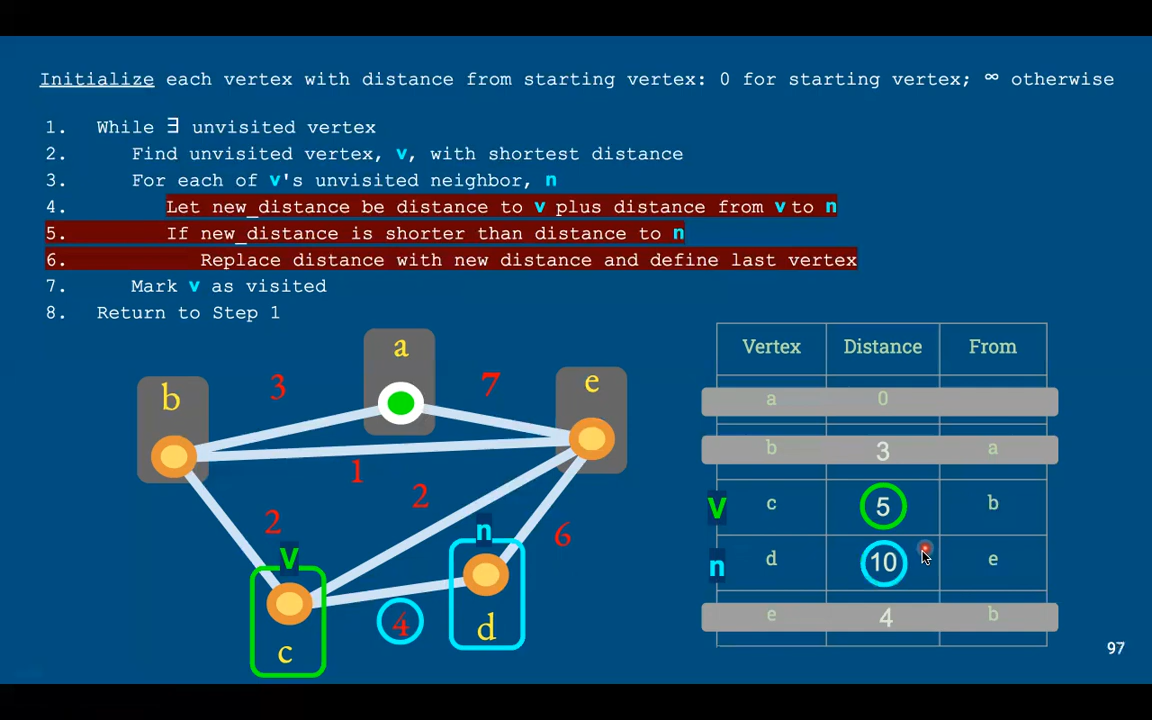 Initialize each vertex with distance from starting vertex: 0 for starting vertex; ∞ otherwise
1. While ∃ unvisited vertex
2. Find unvisited vertex, v, with shortest distance
3. For each of v's unvisited neighbor, n
4. Let new_distance be distance to v plus distance from v to n
5. If new_distance is shorter than distance to n
6. Replace distance with new distance and define last vertex
7. Mark v as visited
8. Return to Step 1
a
b
3
7
e
1
2
2
n
6
v
4
d
c
Vertex Distance From
a 0
b 3 a
V c 5 b
n d 10 e
e 4 b
97